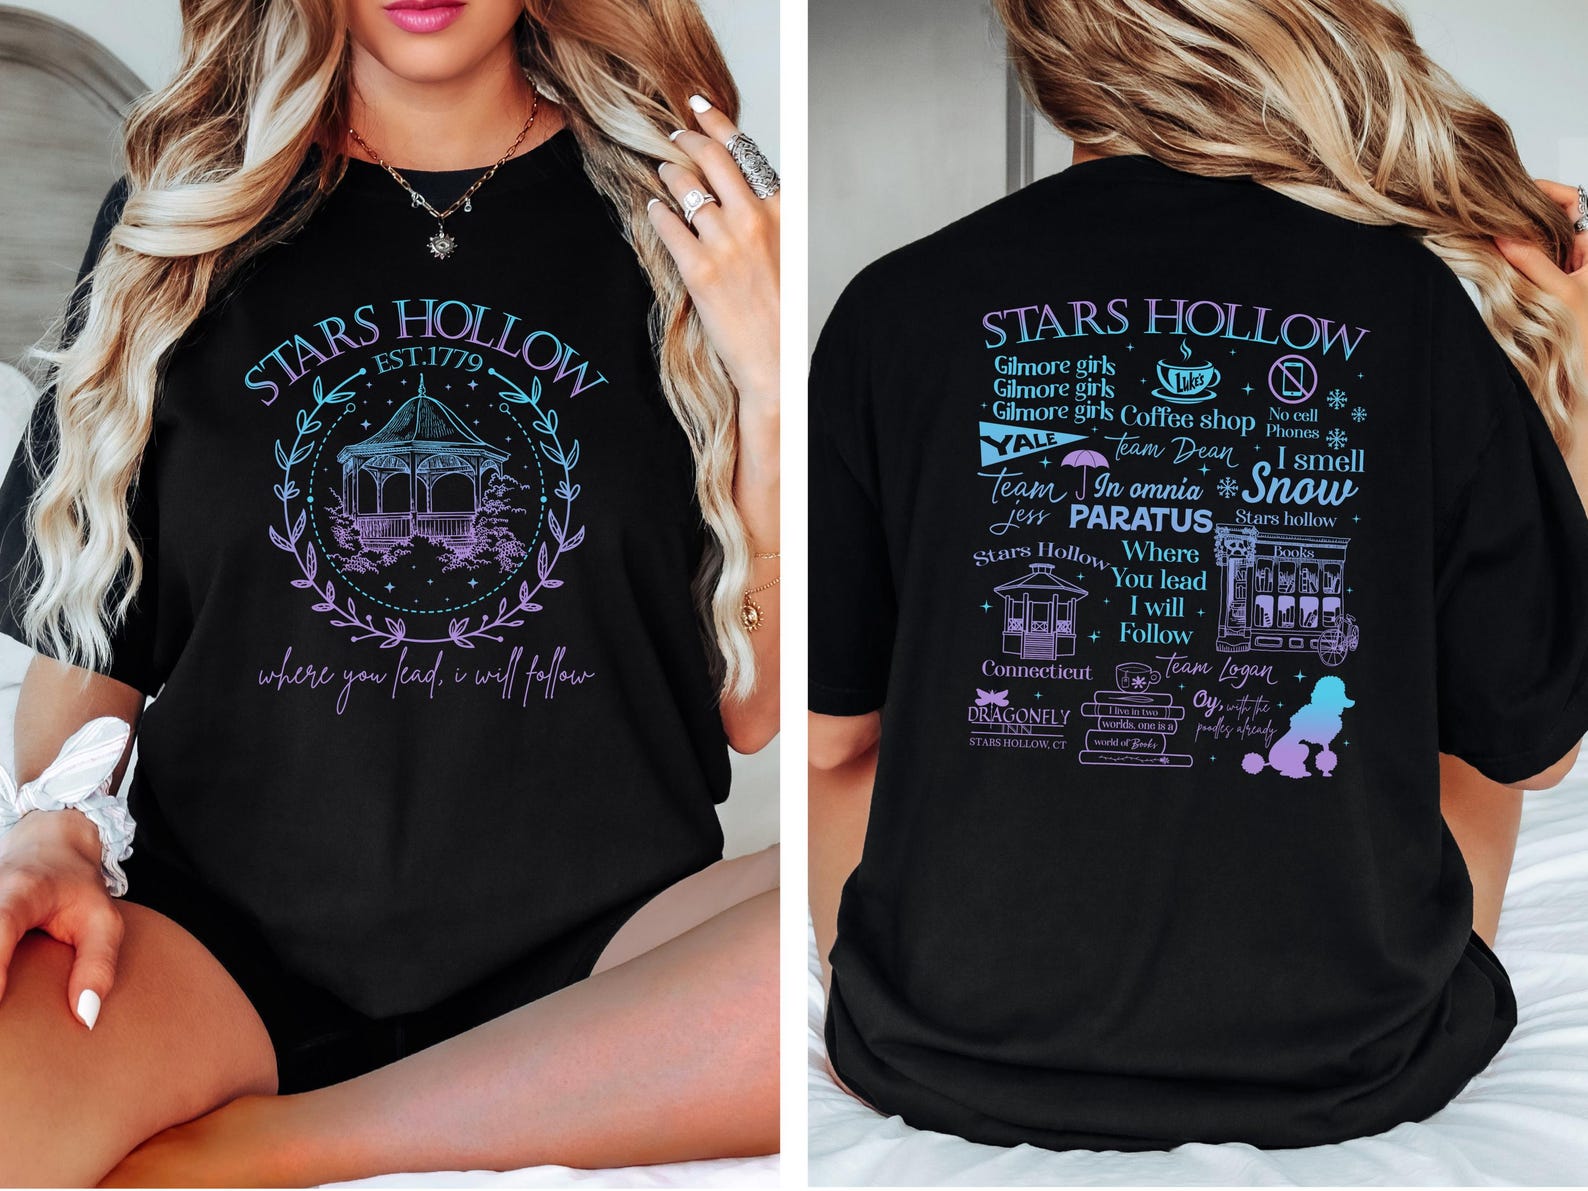 STARS HOLLOW
EST.1779
where you lead, i will follow
STARS HOLLOW
Gilmore girls
Gilmore girls
Gilmore girls
Luke's
Coffee shop
No cell
Phones
YALE
Team Dean
I smell
Snow
Team
jess
In omnia
PARATUS
Stars hollow
Books
Stars Hollow
Connecticut
Where
You lead
I will
Follow
Team Logan
DRAGONFLY
INN
STARS HOLLOW, CT
I live in two
worlds, one is a
world of Books
Oy, with the
poodles already